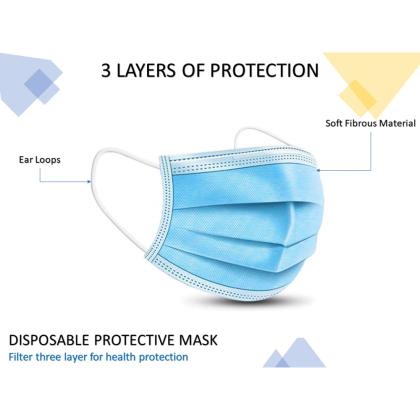 3 LAYERS OF PROTECTION
Soft Fibrous Material
Ear Loops
DISPOSABLE PROTECTIVE MASK
Filter three layer for health protection